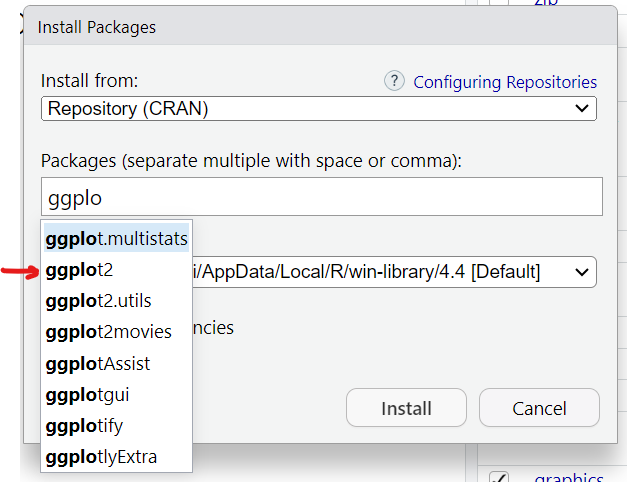 zip
Install Packages
Install from:
? Configuring Repositories
Repository (CRAN)
Packages (separate multiple with space or comma):
ggplo
ggplot.multistats
ggplot2
i/AppData/Local/R/win-library/4.4 [Default]
ggplot2.utils
ggplot2movies
ncies
ggplotAssist
ggplotgui
Install
Cancel
ggplotify
ggplotlyExtra
graphics